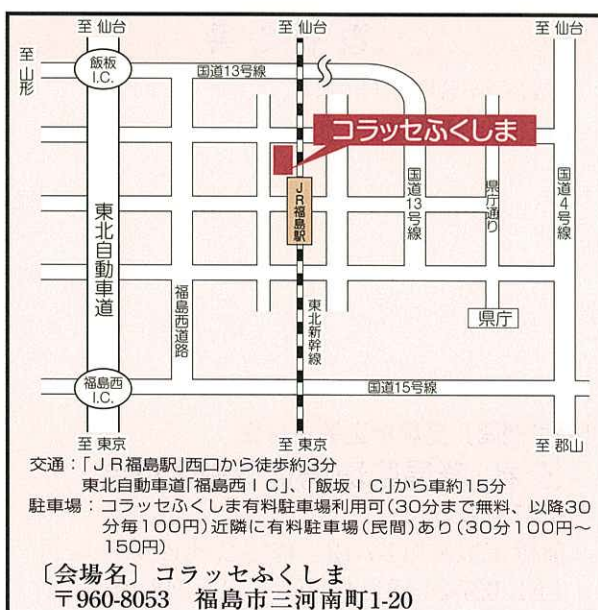 至 仙台
至 仙台
至 仙台
至 山形
飯板 I.C.
国道13号線
コラッセふくしま
JR福島駅
国道13号線
県庁通り
国道4号線
東北自動車道
福島西道路
東北新幹線
県庁
福島西 I.C.
国道15号線
至 東京
至 東京
至 郡山
交通：「JR福島駅」西口から徒歩約3分
東北自動車道「福島西IC」、「飯坂IC」から車約15分
駐車場：コラッセふくしま有料駐車場利用可(30分まで無料、以降30
分毎100円)近隣に有料駐車場(民間)あり(30分100円〜
150円)
〔会場名〕コラッセふくしま
〒960-8053 福島市三河南町1-20